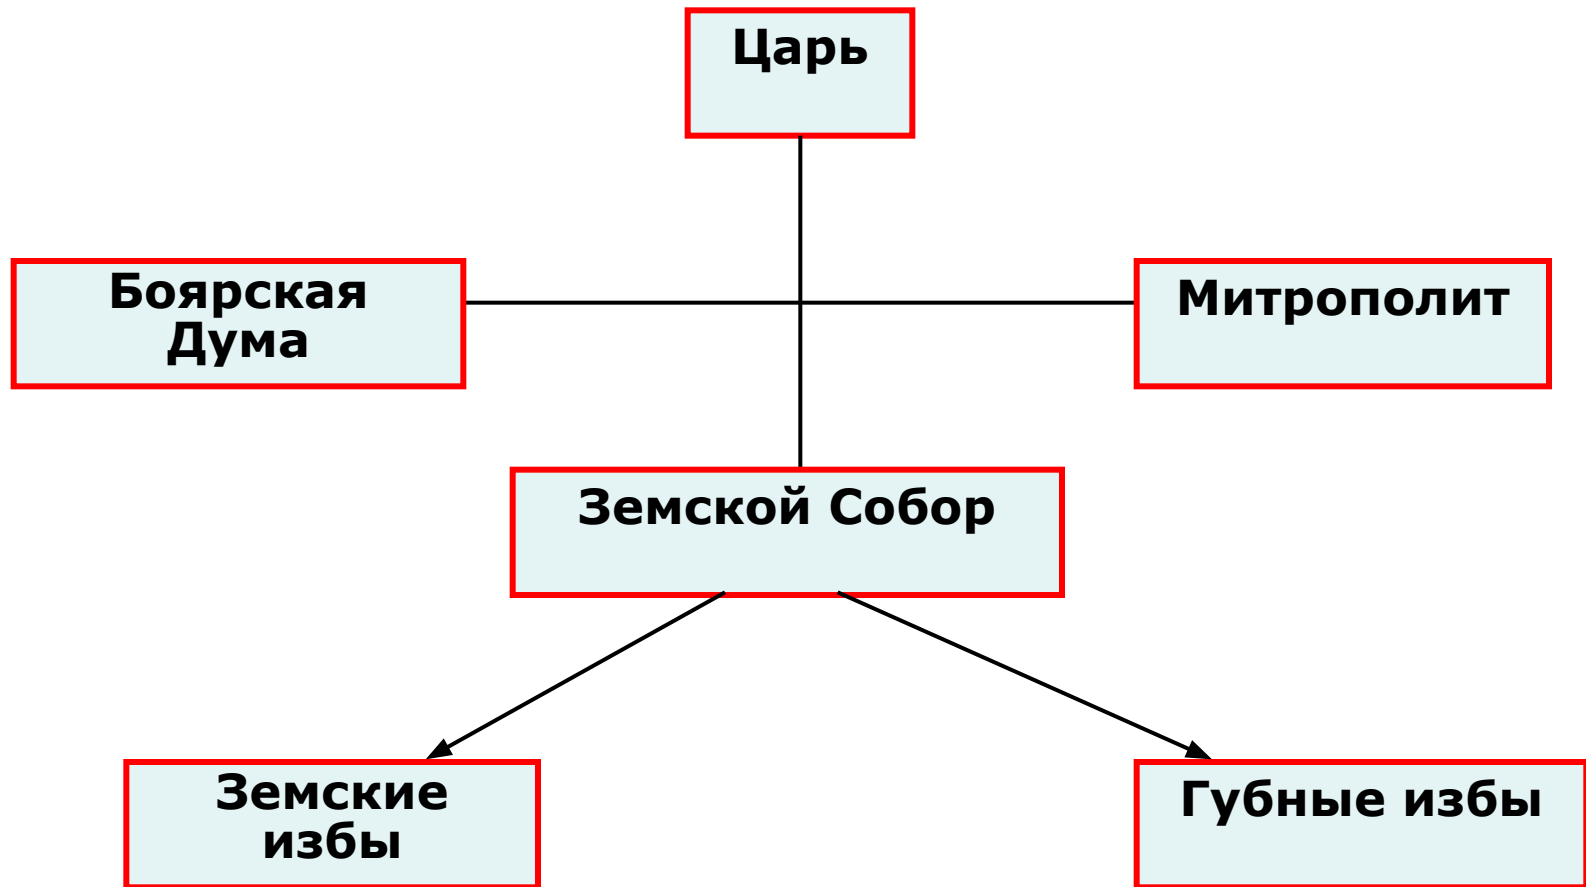 Царь
Боярская
Дума
Митрополит
Земской Собор
Земские
избы
Губные избы